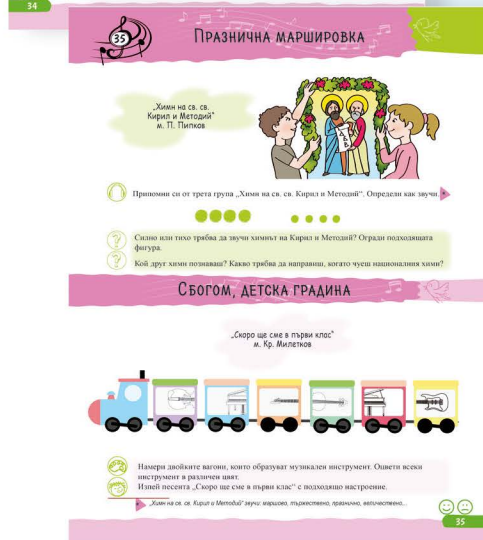 34
35
ПРАЗНИЧНА МАРШИРОВКА
„Химн на св. св.
Кирил и Методий“
м. П. Пипков
Припомни си от трета група „Химн на св. св. Кирил и Методий“. Определи как звучи.
Силно или тихо трябва да звучи химнът на Кирил и Методий? Огради подходящата
фигура.
Кой друг химн познаваш? Какво трябва да направиш, когато чуеш националния химн?
СБОГОМ, ДЕТСКА ГРАДИНА
„Скоро ще сме в първи клас“
м. Кр. Милетков
Намери двойките вагони, които образуват музикален инструмент. Оцвети всеки
инструмент в различен цвят.
Изпей песента „Скоро ще сме в първи клас“ с подходящо настроение.
„Химн на св. св. Кирил и Методий“ звучи: маршово, тържествено, празнично, величествено...
35